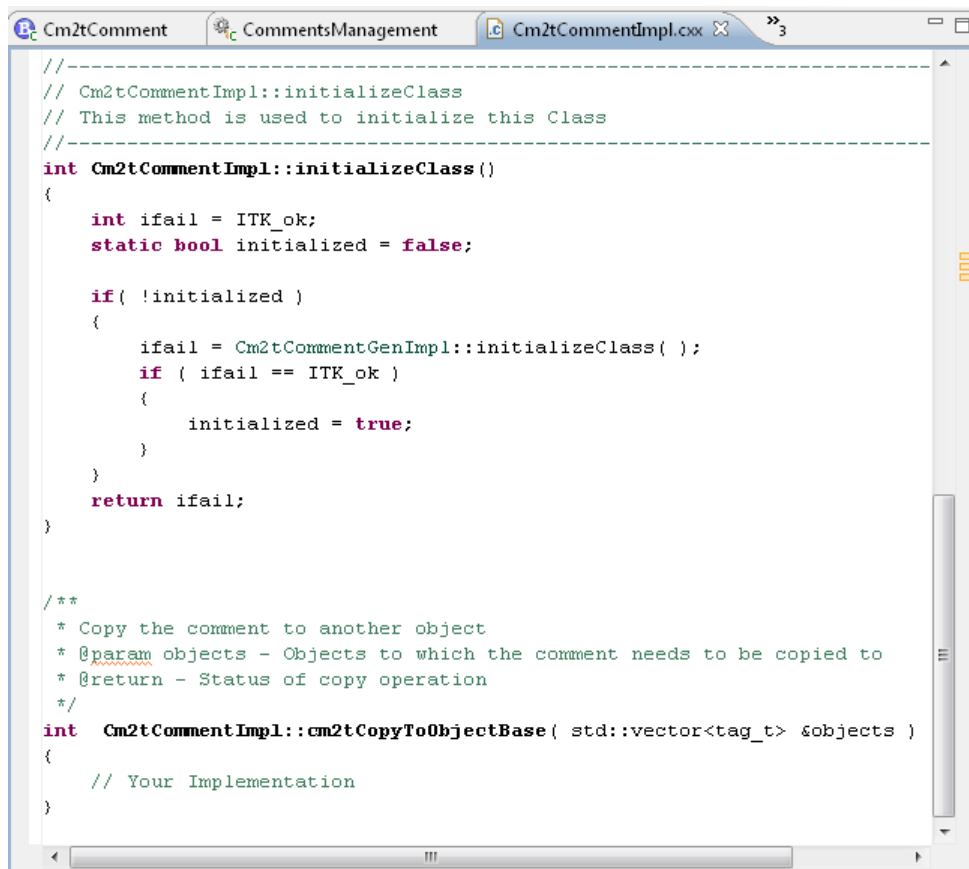 Cm2tComment CommentsManagement Cm2tCommentImpl.cxx »3
//------------------------------------------------------------------------
// Cm2tCommentImpl::initializeClass
// This method is used to initialize this Class
//------------------------------------------------------------------------
int Cm2tCommentImpl::initializeClass()
{
    int ifail = ITK_ok;
    static bool initialized = false;

    if( !initialized )
    {
        ifail = Cm2tCommentGenImpl::initializeClass( );
        if ( ifail == ITK_ok )
        {
            initialized = true;
        }
    }
    return ifail;
}

/**
 * Copy the comment to another object
 * @param objects - Objects to which the comment needs to be copied to
 * @return - Status of copy operation
 */
int  Cm2tCommentImpl::cm2tCopyToObjectBase( std::vector<tag_t> &objects )
{
    // Your Implementation
}